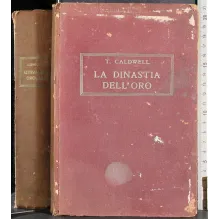 T. CALDWELL
LA DINASTIA
DELL'ORO